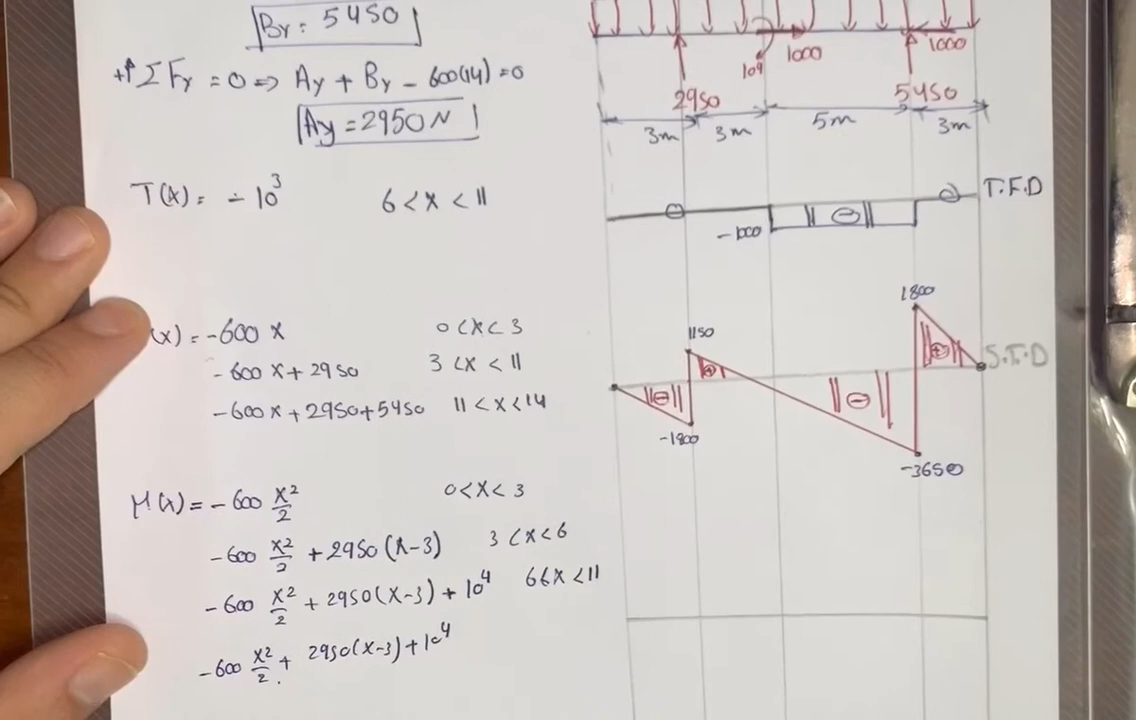 By = 5450
+↑ΣFy = 0 => Ay + By - 600(14) = 0
Ay = 2950 N
T(x) = - 10³ 6 < x < 11
(x) = -600 x 0 < x < 3
- 600 x + 2950 3 < x < 11
-600x + 2950+5450 11 < x < 14
M(x) = - 600 x²/2 0 < x < 3
-600 x²/2 + 2950 (x-3) 3 < x < 6
-600 x²/2 + 2950(x-3) + 10⁴ 6 < x < 11
-600 x²/2 + 2950(x-3) + 10⁴
10⁴ 1000 1000
2950 5450
3m 3m 5m 3m
T.F.D
-1000
1800
1150
S.F.D
-1800
-3650